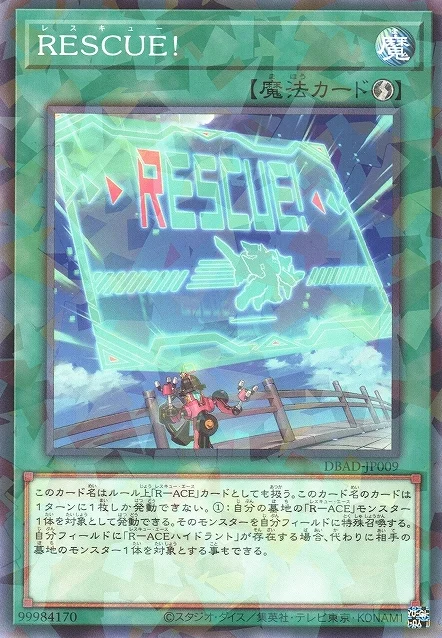 レスキュー
RESCUE!
魔
まほう
【魔法カード】
RESCUE!
DBAD-JP009
このカード名はルール上「R-ACE」カードとしても扱う。このカード名のカードは
1ターンに1枚しか発動できない。①:自分の墓地の「R-ACE」モンスター
1体を対象として発動できる。そのモンスターを自分フィールドに特殊召喚する。
自分フィールドに「R-ACEハイドラント」が存在する場合、代わりに相手の
墓地のモンスター1体を対象とする事もできる。
99984170
©スタジオ・ダイス/集英社・テレビ東京・KONAMI